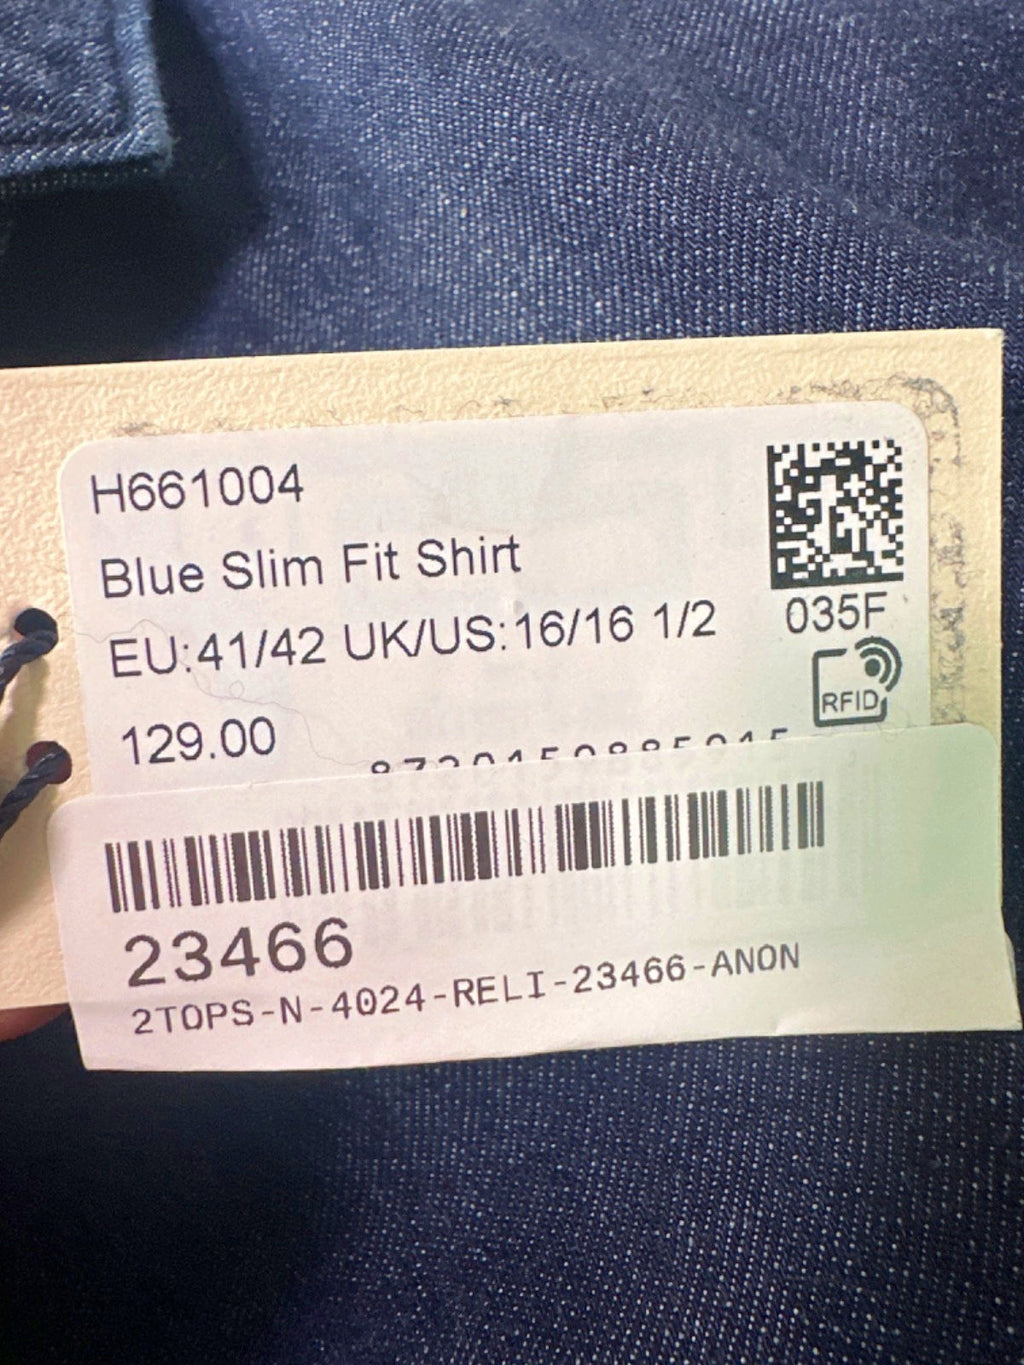 H661004
Blue Slim Fit Shirt
EU:41/42 UK/US:16/16 1/2
035F
RFID
129.00
23466
2TOPS-N-4024-RELI-23466-ANON